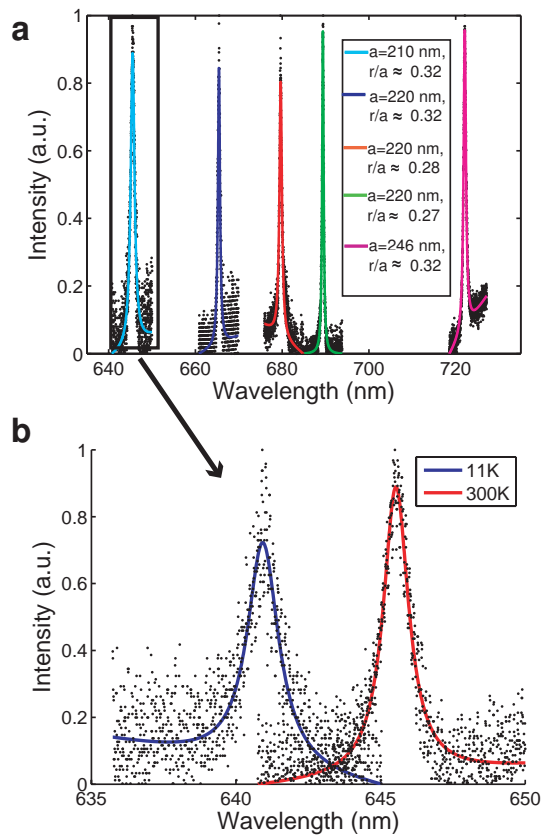 a
Intensity (a.u.)
1
0.8
0.6
0.4
0.2
0
640 660 680 700 720
Wavelength (nm)
a=210 nm,
r/a ≈ 0.32
a=220 nm,
r/a ≈ 0.32
a=220 nm,
r/a ≈ 0.28
a=220 nm,
r/a ≈ 0.27
a=246 nm,
r/a ≈ 0.32
b
Intensity (a.u.)
1
0.8
0.6
0.4
0.2
0
635 640 645 650
Wavelength (nm)
11K
300K